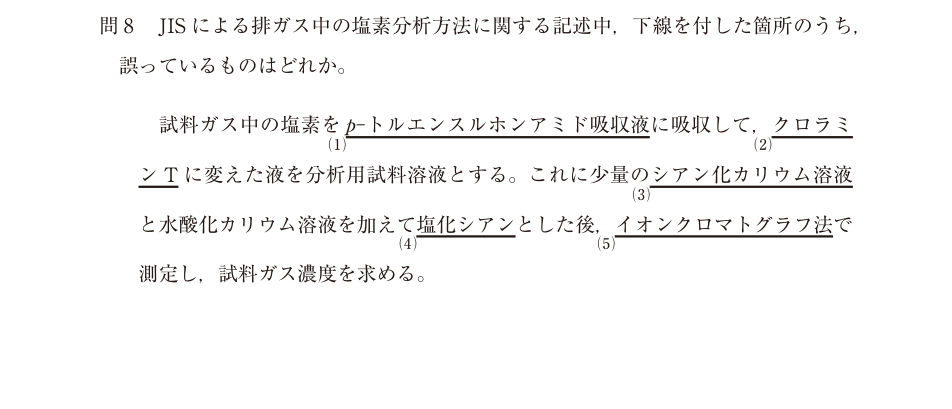 問8　JIS による排ガス中の塩素分析方法に関する記述中，下線を付した箇所のうち，
誤っているものはどれか。
試料ガス中の塩素を p-トルエンスルホンアミド吸収液に吸収して，クロラミ
(1) (2)
ン T に変えた液を分析用試料溶液とする。これに少量のシアン化カリウム溶液
(3)
と水酸化カリウム溶液を加えて塩化シアンとした後，イオンクロマトグラフ法で
(4) (5)
測定し，試料ガス濃度を求める。